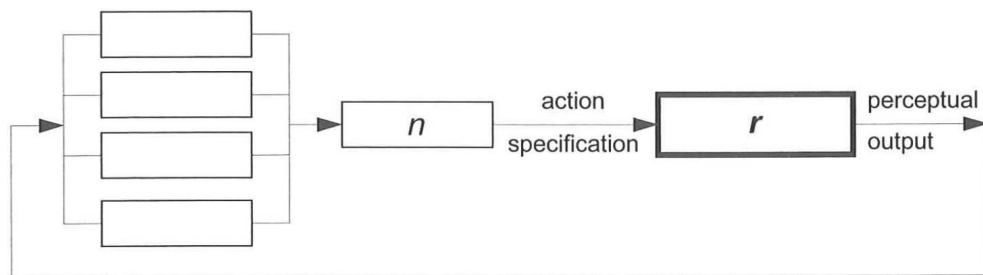 n
action
specification
r
perceptual
output